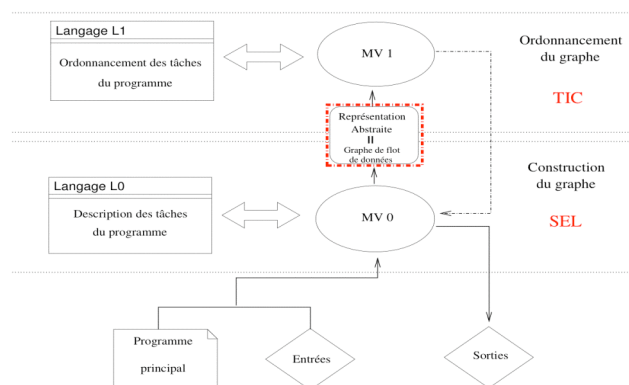 Langage L1
Ordonnancement des tâches
du programme
MV 1
Ordonnancement
du graphe
TIC
Représentation
Abstraite
=
Graphe de flot
de données
Construction
du graphe
SEL
Langage L0
Description des tâches
du programme
MV 0
Programme
principal
Entrées
Sorties